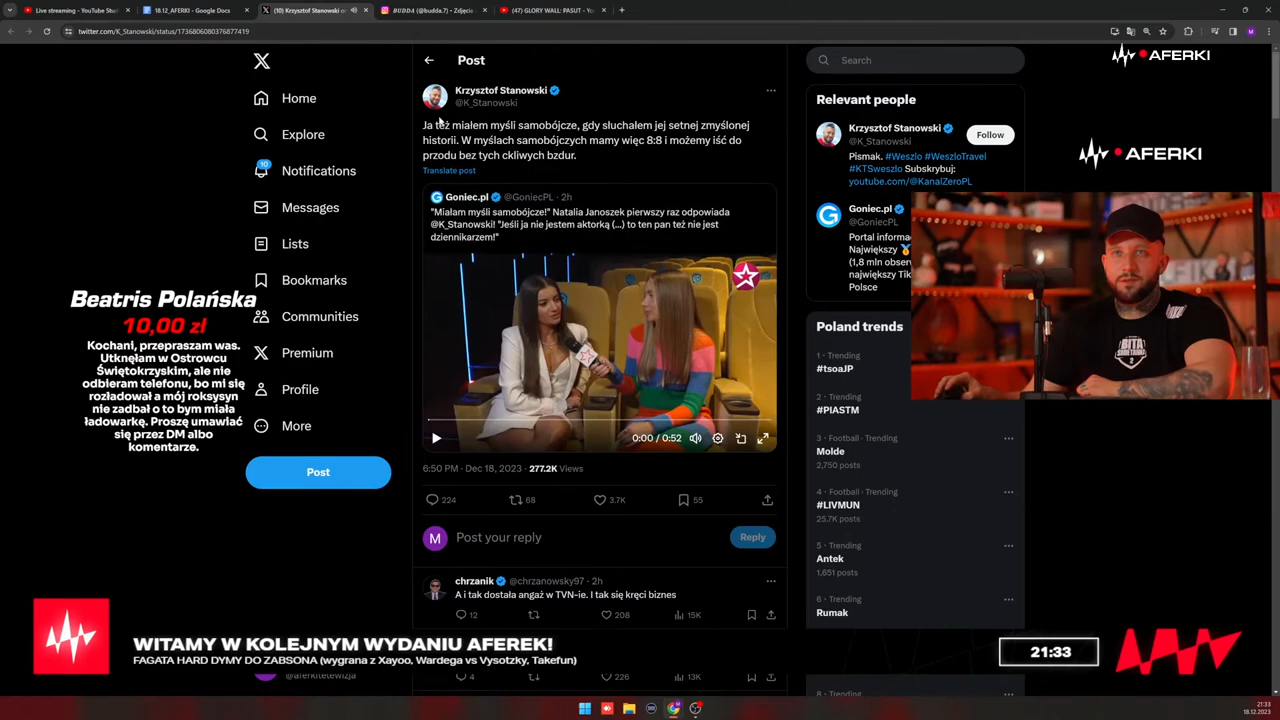 Live streaming - YouTube Stu
18.12_AFERKI - Google Docs
(10) Krzysztof Stanowski o
BUDDA (@budda.7) - Zdjęcia
(47) GLORY WALL: PASUT - Yo
twitter.com/K_Stanowski/status/1736806080376877419
Home
Explore
10
Notifications
Messages
Lists
Bookmarks
Communities
Premium
Profile
More
Post
@aferkitelewizja
Beatris Polańska
10,00 zł
Kochani, przepraszam was.
Utknęłam w Ostrowcu
Świętokrzyskim, ale nie
odbieram telefonu, bo mi się
rozładował a mój roksysyn
nie zadbał o to bym miała
ładowarkę. Proszę umawiać
się przez DM albo
komentarze.
Post
Krzysztof Stanowski
@K_Stanowski
Ja też miałem myśli samobójcze, gdy słuchałem jej setnej zmyślonej
historii. W myślach samobójczych mamy więc 8:8 i możemy iść do
przodu bez tych ckliwych bzdur.
Translate post
Goniec.pl @GoniecPL · 2h
"Miałam myśli samobójcze!" Natalia Janoszek pierwszy raz odpowiada
@K_Stanowski! "Jeśli ja nie jestem aktorką (...) to ten pan też nie jest
dziennikarzem!"
0:00 / 0:52
6:50 PM · Dec 18, 2023 · 277.2K Views
224
68
3.7K
55
M
Post your reply
Reply
chrzanik @chrzanowsky97 · 2h
A i tak dostała angaż w TVN-ie. I tak się kręci biznes
12
208
15K
4
226
13K
Search
Relevant people
Krzysztof Stanowski
@K_Stanowski
Follow
Pismak. #Weszlo #WeszloTravel
#KTSweszlo Subskrybuj:
youtube.com/@KanalZeroPL
Goniec.pl
@GoniecPL
Portal informa
Największy
(1,8 mln obserw
największy Tik
Polsce
Poland trends
1 · Trending
#tsoaJP
2 · Trending
#PIASTM
3 · Football · Trending
Molde
2,750 posts
4 · Football · Trending
#LIVMUN
25.7K posts
5 · Trending
Antek
1,651 posts
6 · Trending
Rumak
8 · Trending
AFERKI
AFERKI
WITAMY W KOLEJNYM WYDANIU AFEREK!
FAGATA HARD DYMY DO ZABSONA (wygrana z Xayoo, Wardega vs Vysotzky, Takefun)
21:33
21:33
18.12.2023